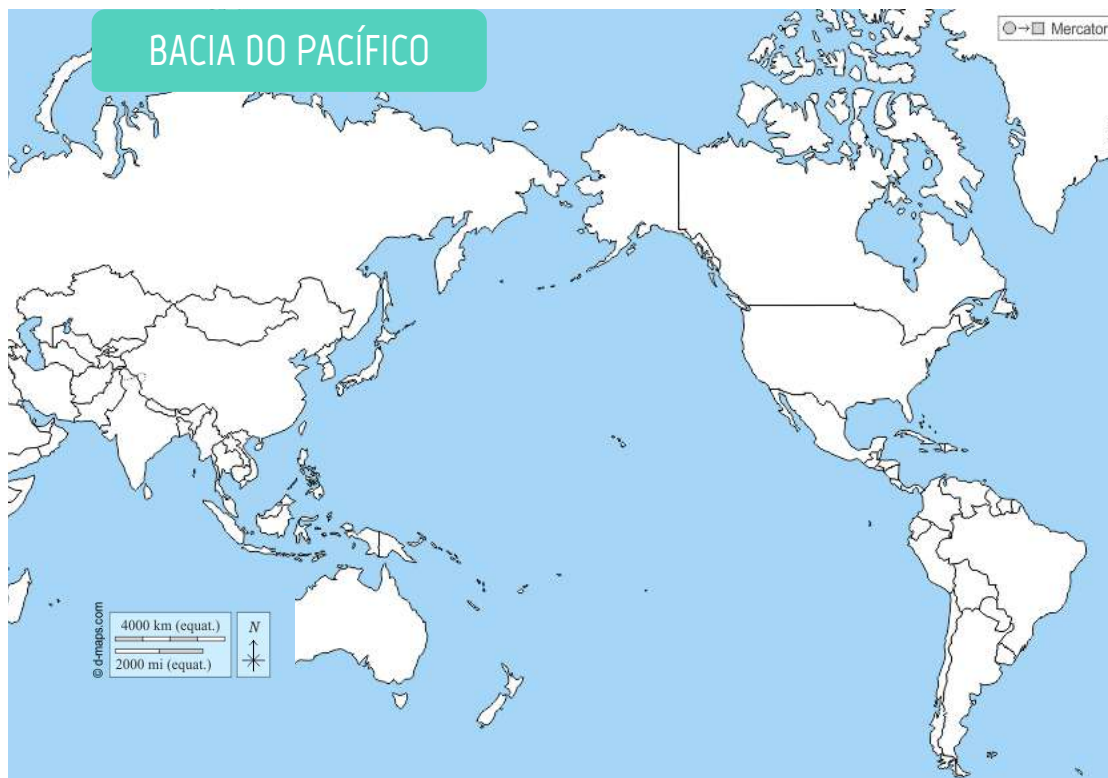 BACIA DO PACÍFICO
Mercator
4000 km (equat.)
2000 mi (equat.)
N
© d-maps.com